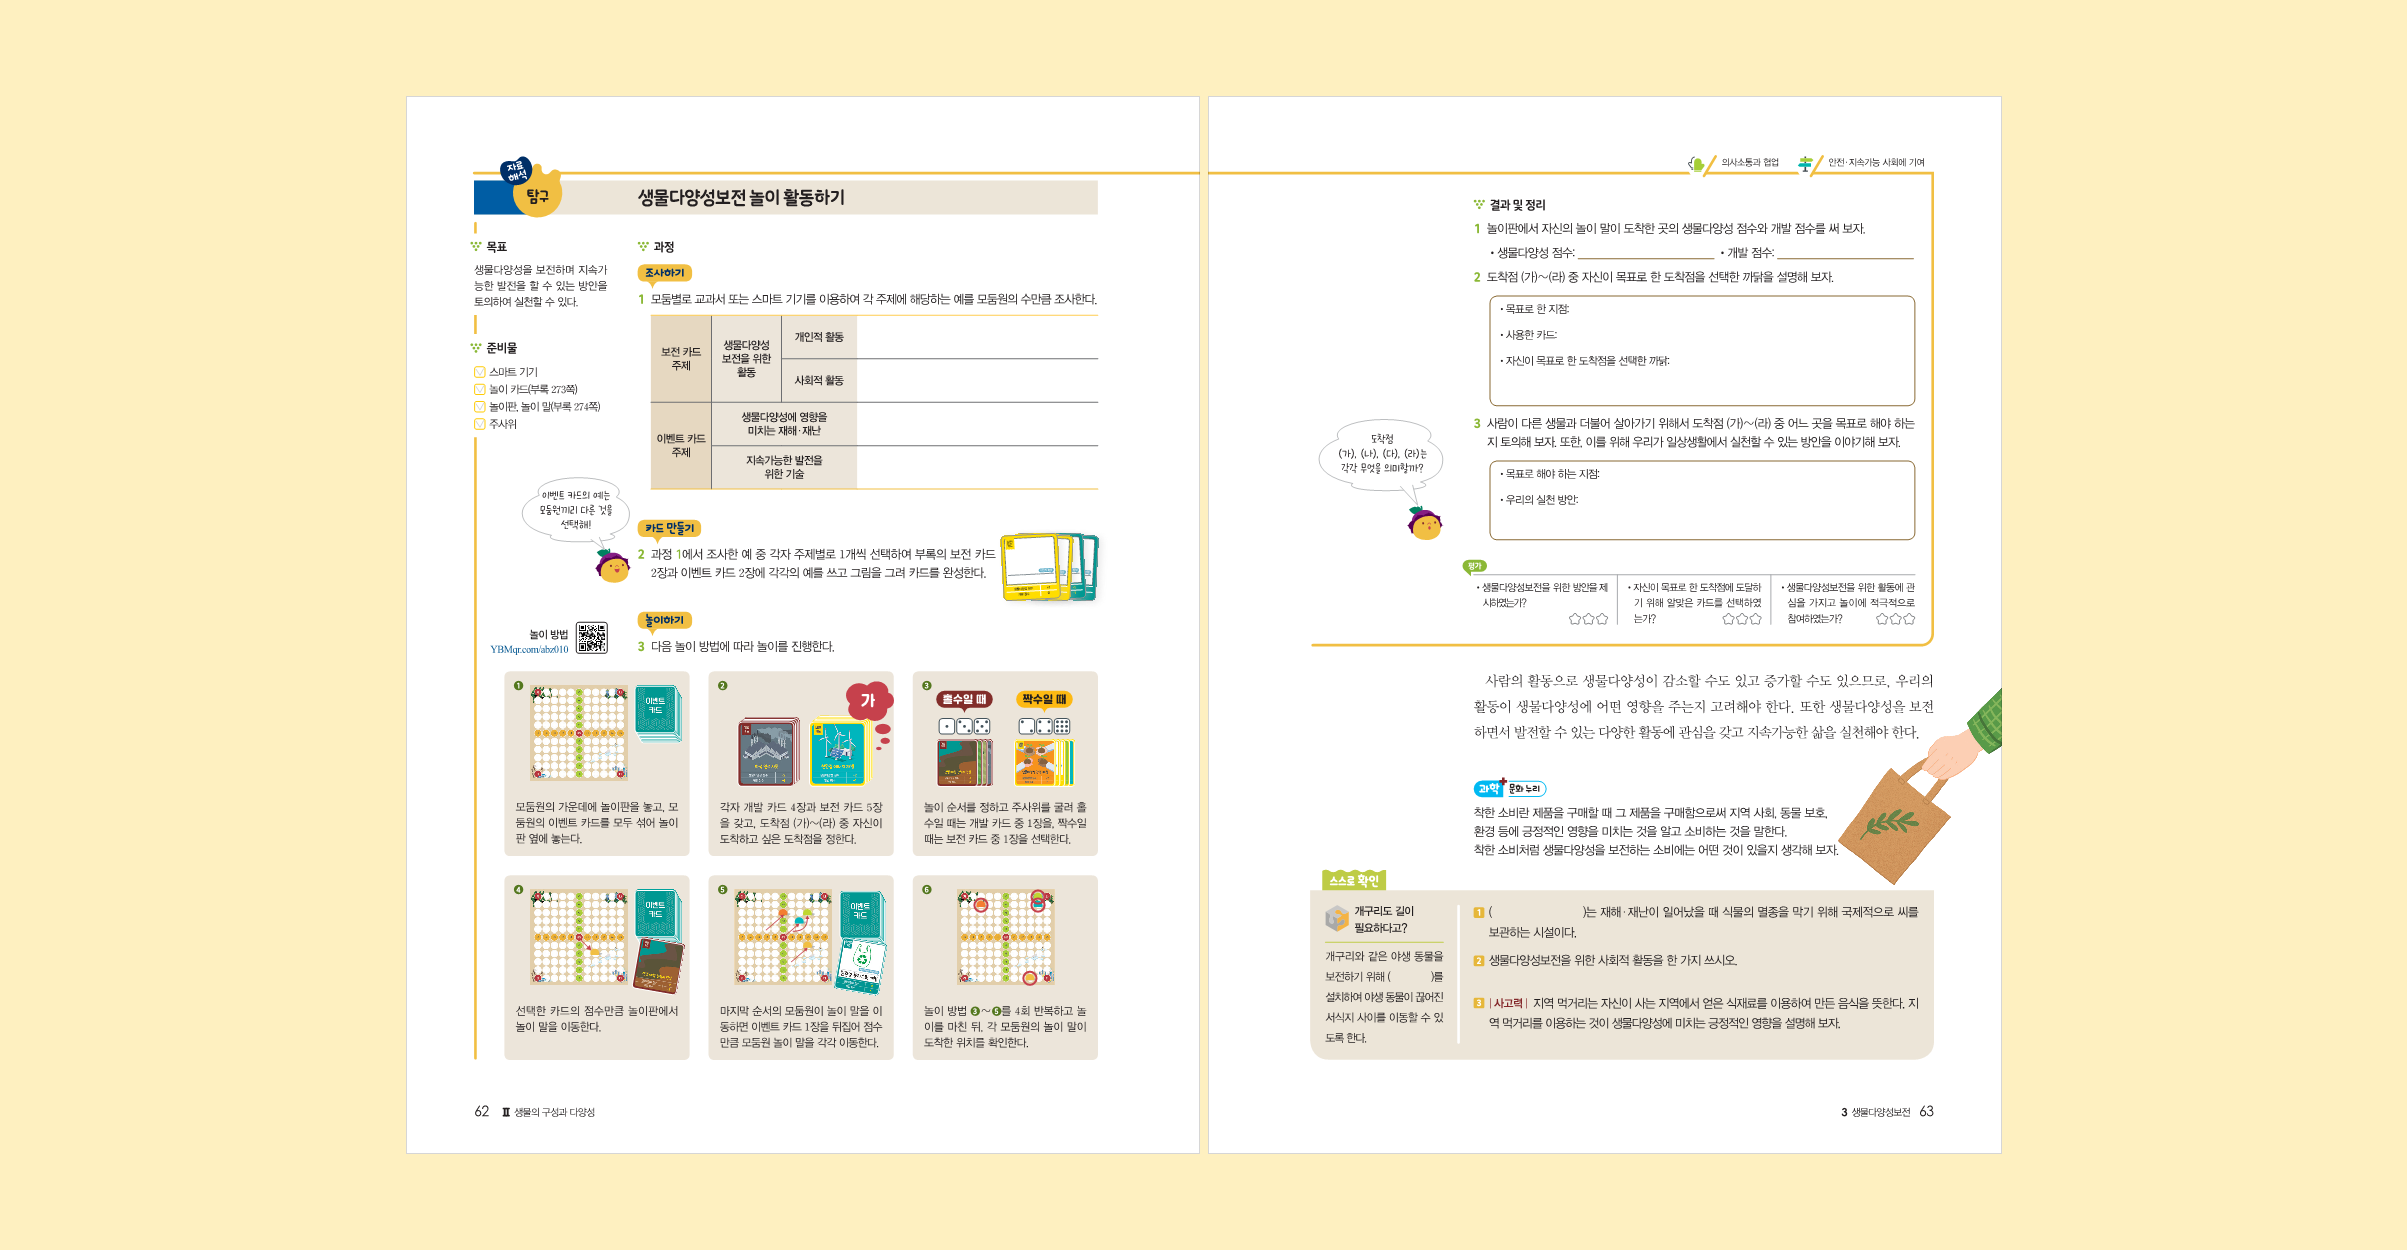 자료
해석
탐구
생물다양성보전 놀이 활동하기
목표
생물다양성을 보전하며 지속가
능한 발전을 할 수 있는 방안을
토의하여 실천할 수 있다.
준비물
스마트 기기
놀이 카드(부록 273쪽)
놀이판, 놀이 말(부록 274쪽)
주사위
과정
조사하기
1 모둠별로 교과서 또는 스마트 기기를 이용하여 각 주제에 해당하는 예를 모둠원의 수만큼 조사한다.
보전 카드
주제
생물다양성
보전을 위한
활동
개인적 활동
사회적 활동
이벤트 카드
주제
생물다양성에 영향을
미치는 재해·재난
지속가능한 발전을
위한 기술
이벤트 카드의 예는
모둠원끼리 다른 것을
선택해!
카드 만들기
2 과정 1에서 조사한 예 중 각자 주제별로 1개씩 선택하여 부록의 보전 카드
2장과 이벤트 카드 2장에 각각의 예를 쓰고 그림을 그려 카드를 완성한다.
놀이하기
놀이 방법
YBMqr.com/abz010
3 다음 놀이 방법에 따라 놀이를 진행한다.
1
이벤트
카드
모둠원의 가운데에 놀이판을 놓고, 모
둠원의 이벤트 카드를 모두 섞어 놀이
판 옆에 놓는다.
2
가
각자 개발 카드 4장과 보전 카드 5장
을 갖고, 도착점 (가)～(라) 중 자신이
도착하고 싶은 도착점을 정한다.
3
홀수일 때
짝수일 때
놀이 순서를 정하고 주사위를 굴려 홀
수일 때는 개발 카드 중 1장을, 짝수일
때는 보전 카드 중 1장을 선택한다.
4
이벤트
카드
선택한 카드의 점수만큼 놀이판에서
놀이 말을 이동한다.
5
이벤트
카드
마지막 순서의 모둠원이 놀이 말을 이
동하면 이벤트 카드 1장을 뒤집어 점수
만큼 모둠원 놀이 말을 각각 이동한다.
6
놀이 방법 3～5를 4회 반복하고 놀
이를 마친 뒤, 각 모둠원의 놀이 말이
도착한 위치를 확인한다.
62 Ⅱ 생물의 구성과 다양성
의사소통과 협업
안전·지속가능 사회에 기여
결과 및 정리
1 놀이판에서 자신의 놀이 말이 도착한 곳의 생물다양성 점수와 개발 점수를 써 보자.
• 생물다양성 점수: • 개발 점수:
2 도착점 (가)～(라) 중 자신이 목표로 한 도착점을 선택한 까닭을 설명해 보자.
• 목표로 한 지점:
• 사용한 카드:
• 자신이 목표로 한 도착점을 선택한 까닭:
3 사람이 다른 생물과 더불어 살아가기 위해서 도착점 (가)～(라) 중 어느 곳을 목표로 해야 하는
지 토의해 보자. 또한, 이를 위해 우리가 일상생활에서 실천할 수 있는 방안을 이야기해 보자.
도착점
(가), (나), (다), (라)는
각각 무엇을 의미할까?
• 목표로 해야 하는 지점:
• 우리의 실천 방안:
평가
• 생물다양성보전을 위한 방안을 제
시하였는가?
• 자신이 목표로 한 도착점에 도달하
기 위해 알맞은 카드를 선택하였
는가?
• 생물다양성보전을 위한 활동에 관
심을 가지고 놀이에 적극적으로
참여하였는가?
사람의 활동으로 생물다양성이 감소할 수도 있고 증가할 수도 있으므로, 우리의
활동이 생물다양성에 어떤 영향을 주는지 고려해야 한다. 또한 생물다양성을 보전
하면서 발전할 수 있는 다양한 활동에 관심을 갖고 지속가능한 삶을 실천해야 한다.
과학+ 문화 누리
착한 소비란 제품을 구매할 때 그 제품을 구매함으로써 지역 사회, 동물 보호,
환경 등에 긍정적인 영향을 미치는 것을 알고 소비하는 것을 말한다.
착한 소비처럼 생물다양성을 보전하는 소비에는 어떤 것이 있을지 생각해 보자.
스스로 확인
개구리도 길이
필요하다고?
개구리와 같은 야생 동물을
보전하기 위해 ( )를
설치하여 야생 동물이 끊어진
서식지 사이를 이동할 수 있
도록 한다.
1 ( )는 재해·재난이 일어났을 때 식물의 멸종을 막기 위해 국제적으로 씨를
보관하는 시설이다.
2 생물다양성보전을 위한 사회적 활동을 한 가지 쓰시오.
3 | 사고력 | 지역 먹거리는 자신이 사는 지역에서 얻은 식재료를 이용하여 만든 음식을 뜻한다. 지
역 먹거리를 이용하는 것이 생물다양성에 미치는 긍정적인 영향을 설명해 보자.
3 생물다양성보전 63